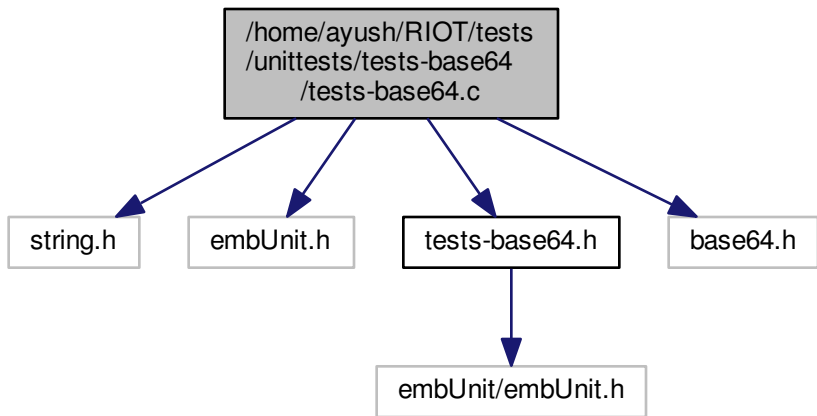 /home/ayush/RIOT/tests
/unittests/tests-base64
/tests-base64.c
string.h
embUnit.h
tests-base64.h
base64.h
embUnit/embUnit.h